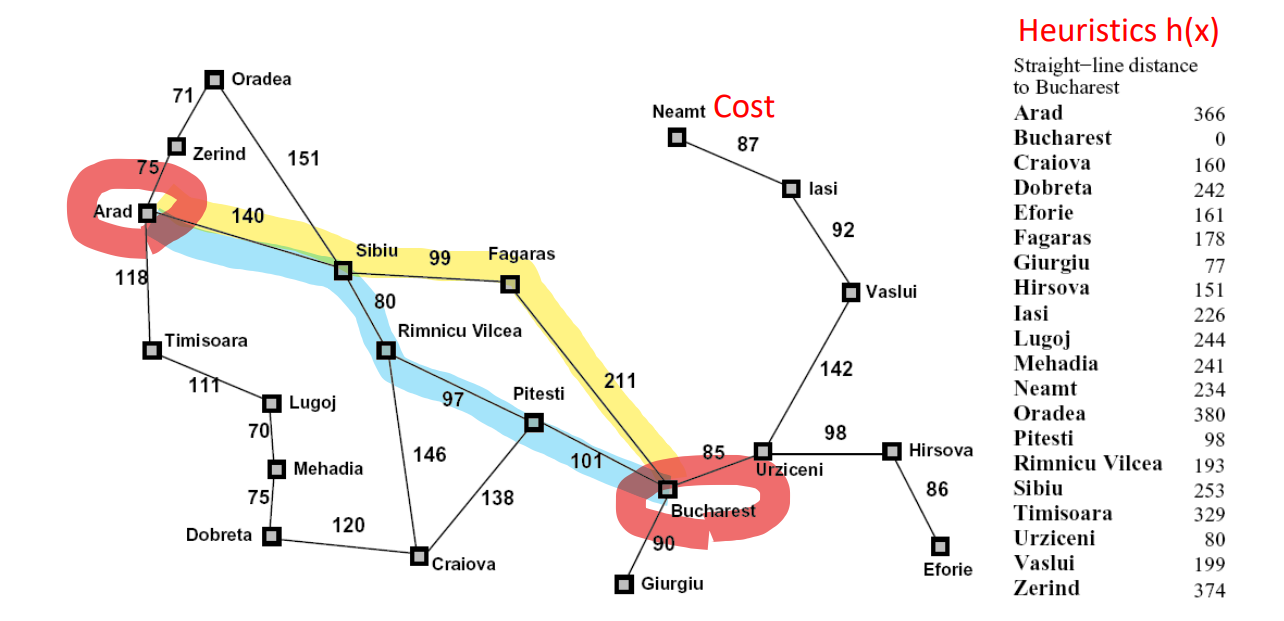 Heuristics h(x)
Straight-line distance
to Bucharest
Arad 366
Bucharest 0
Craiova 160
Dobreta 242
Eforie 161
Fagaras 178
Giurgiu 77
Hirsova 151
Iasi 226
Lugoj 244
Mehadia 241
Neamt 234
Oradea 380
Pitesti 98
Rimnicu Vilcea 193
Sibiu 253
Timisoara 329
Urziceni 80
Vaslui 199
Zerind 374
Oradea
71
Neamt Cost
87
Zerind
151
75
Iasi
Arad
140
92
Sibiu
Fagaras
99
118
80
Vaslui
Rimnicu Vilcea
Timisoara
142
111
211
Lugoj
97
Pitesti
70
98
146
85
Hirsova
101
Urziceni
Mehadia
75
138
86
Bucharest
120
Dobreta
90
Craiova
Eforie
Giurgiu